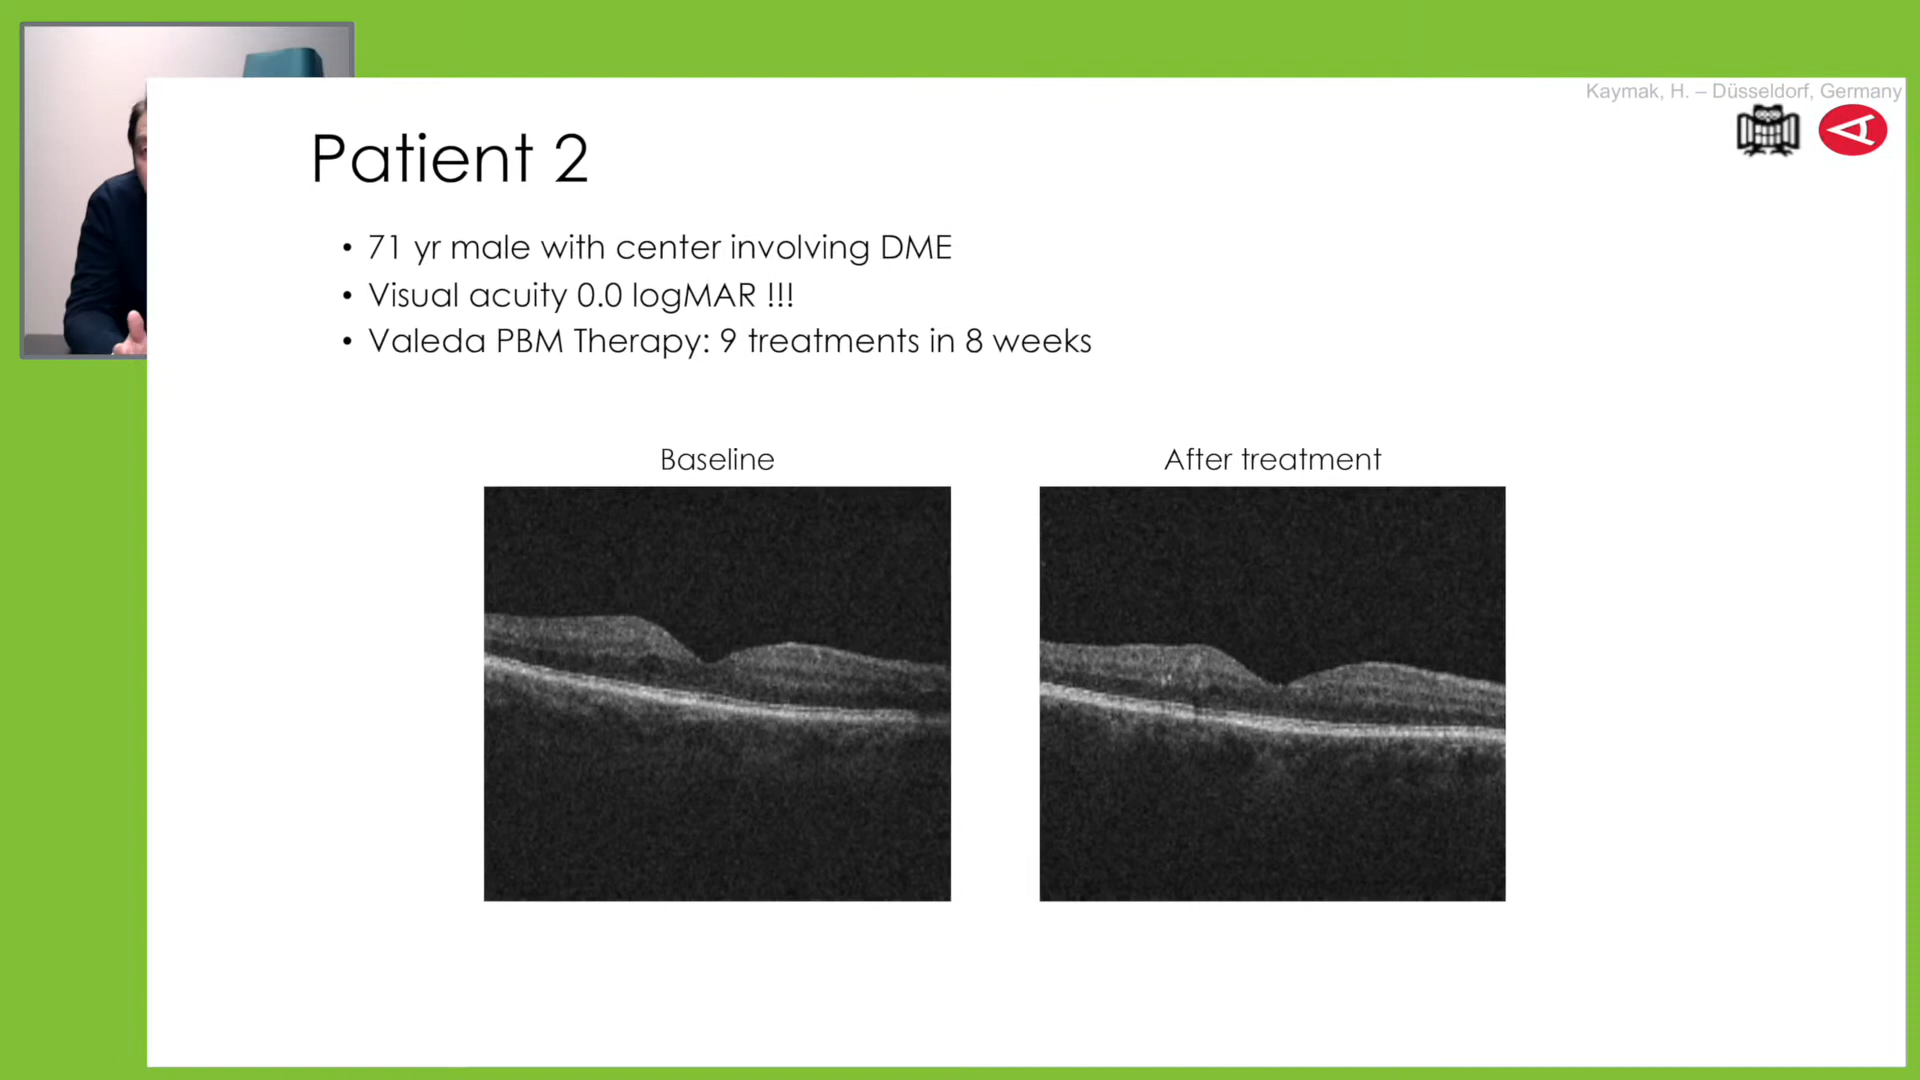 Kaymak, H. – Düsseldorf, Germany
Patient 2
• 71 yr male with center involving DME
• Visual acuity 0.0 logMAR !!!
• Valeda PBM Therapy: 9 treatments in 8 weeks
Baseline
After treatment